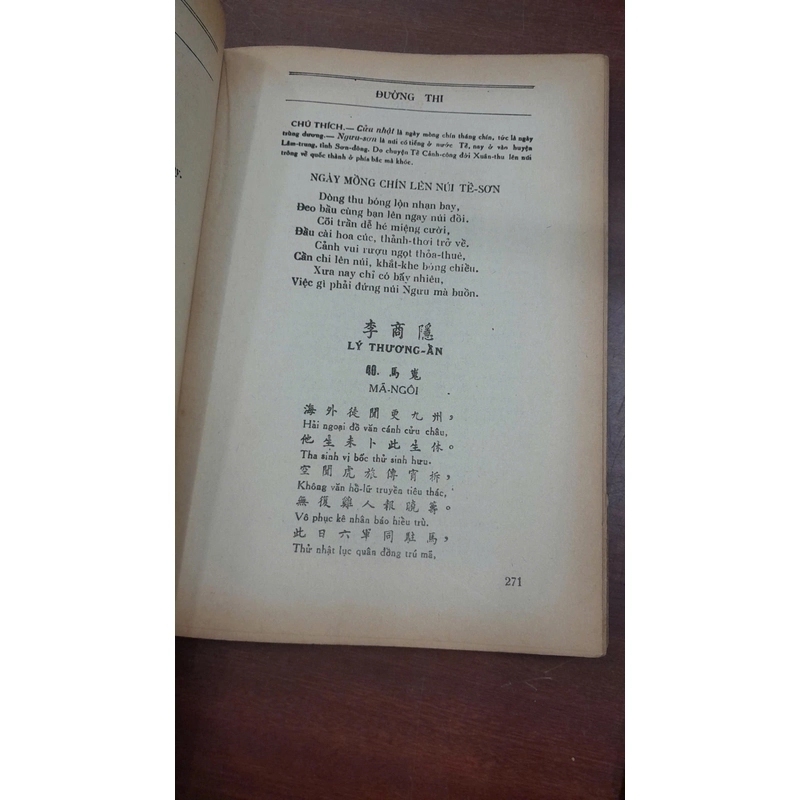 y.
ĐƯỜNG THI
CHÚ THÍCH.— Cửu nhật là ngày mòng chín tháng chín, tức là ngày
trùng dương.— Ngưu-sơn là núi có tiếng ở nước Tề, nay ở vào huyện
Lâm-truy, tỉnh Sơn-đông. Do chuyện Tề Cảnh-công đời Xuân-thu lên núi
trông về quốc thành ở phía bắc mà khóc.
NGÀY MỒNG CHÍN LÊN NÚI TỀ-SƠN
Dòng thu bóng lộn nhạn bay,
Đeo bầu cùng bạn lên ngay núi đồi.
Cõi trần dễ hé miệng cười,
Đầu cài hoa cúc, thảnh-thơi trở về.
Cảnh vui rượu ngọt thỏa-thuê,
Cần chi lên núi, khắt-khe bóng chiều.
Xưa nay chỉ có bấy nhiêu,
Việc gì phải đứng núi Ngưu mà buồn.
李商隱
LÝ THƯƠNG-ẨN
40. 馬嵬
MÃ-NGÔI
海外徒聞更九州,
Hải ngoại đồ văn cánh cửu châu,
他生未卜此生休。
Tha sinh vị bốc thử sinh hưu.
空聞虎旅傳宵柝,
Không văn hổ-lữ truyền tiêu thác,
無復雞人報曉籌。
Vô phục kê nhân báo hiểu trù.
此日六軍同駐馬,
Thử nhật lục quân đồng trú mã,
271